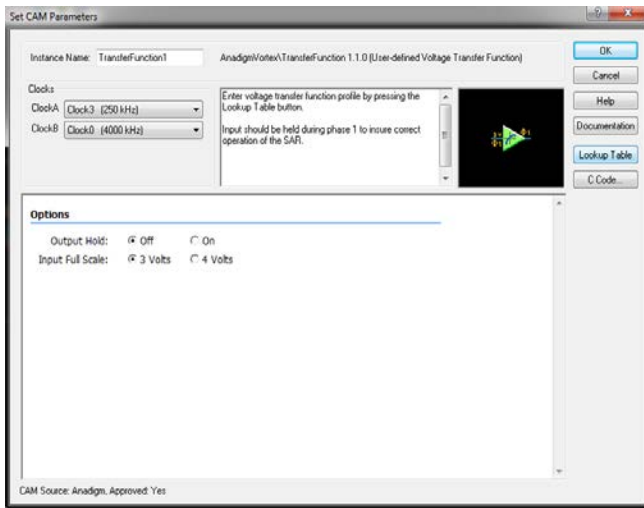 Set CAM Parameters
Instance Name: TransferFunction1
AnadigmVortex\TransferFunction 1.1.0 (User-defined Voltage Transfer Function)
OK
Cancel
Help
Documentation
Lookup Table
C Code...
Clocks
ClockA Clock3 (250 kHz)
ClockB Clock0 (4000 kHz)
Enter voltage transfer function profile by pressing the
Lookup Table button.
Input should be held during phase 1 to insure correct
operation of the SAR.
Options
Output Hold: Off On
Input Full Scale: 3 Volts 4 Volts
CAM Source: Anadigm, Approved: Yes